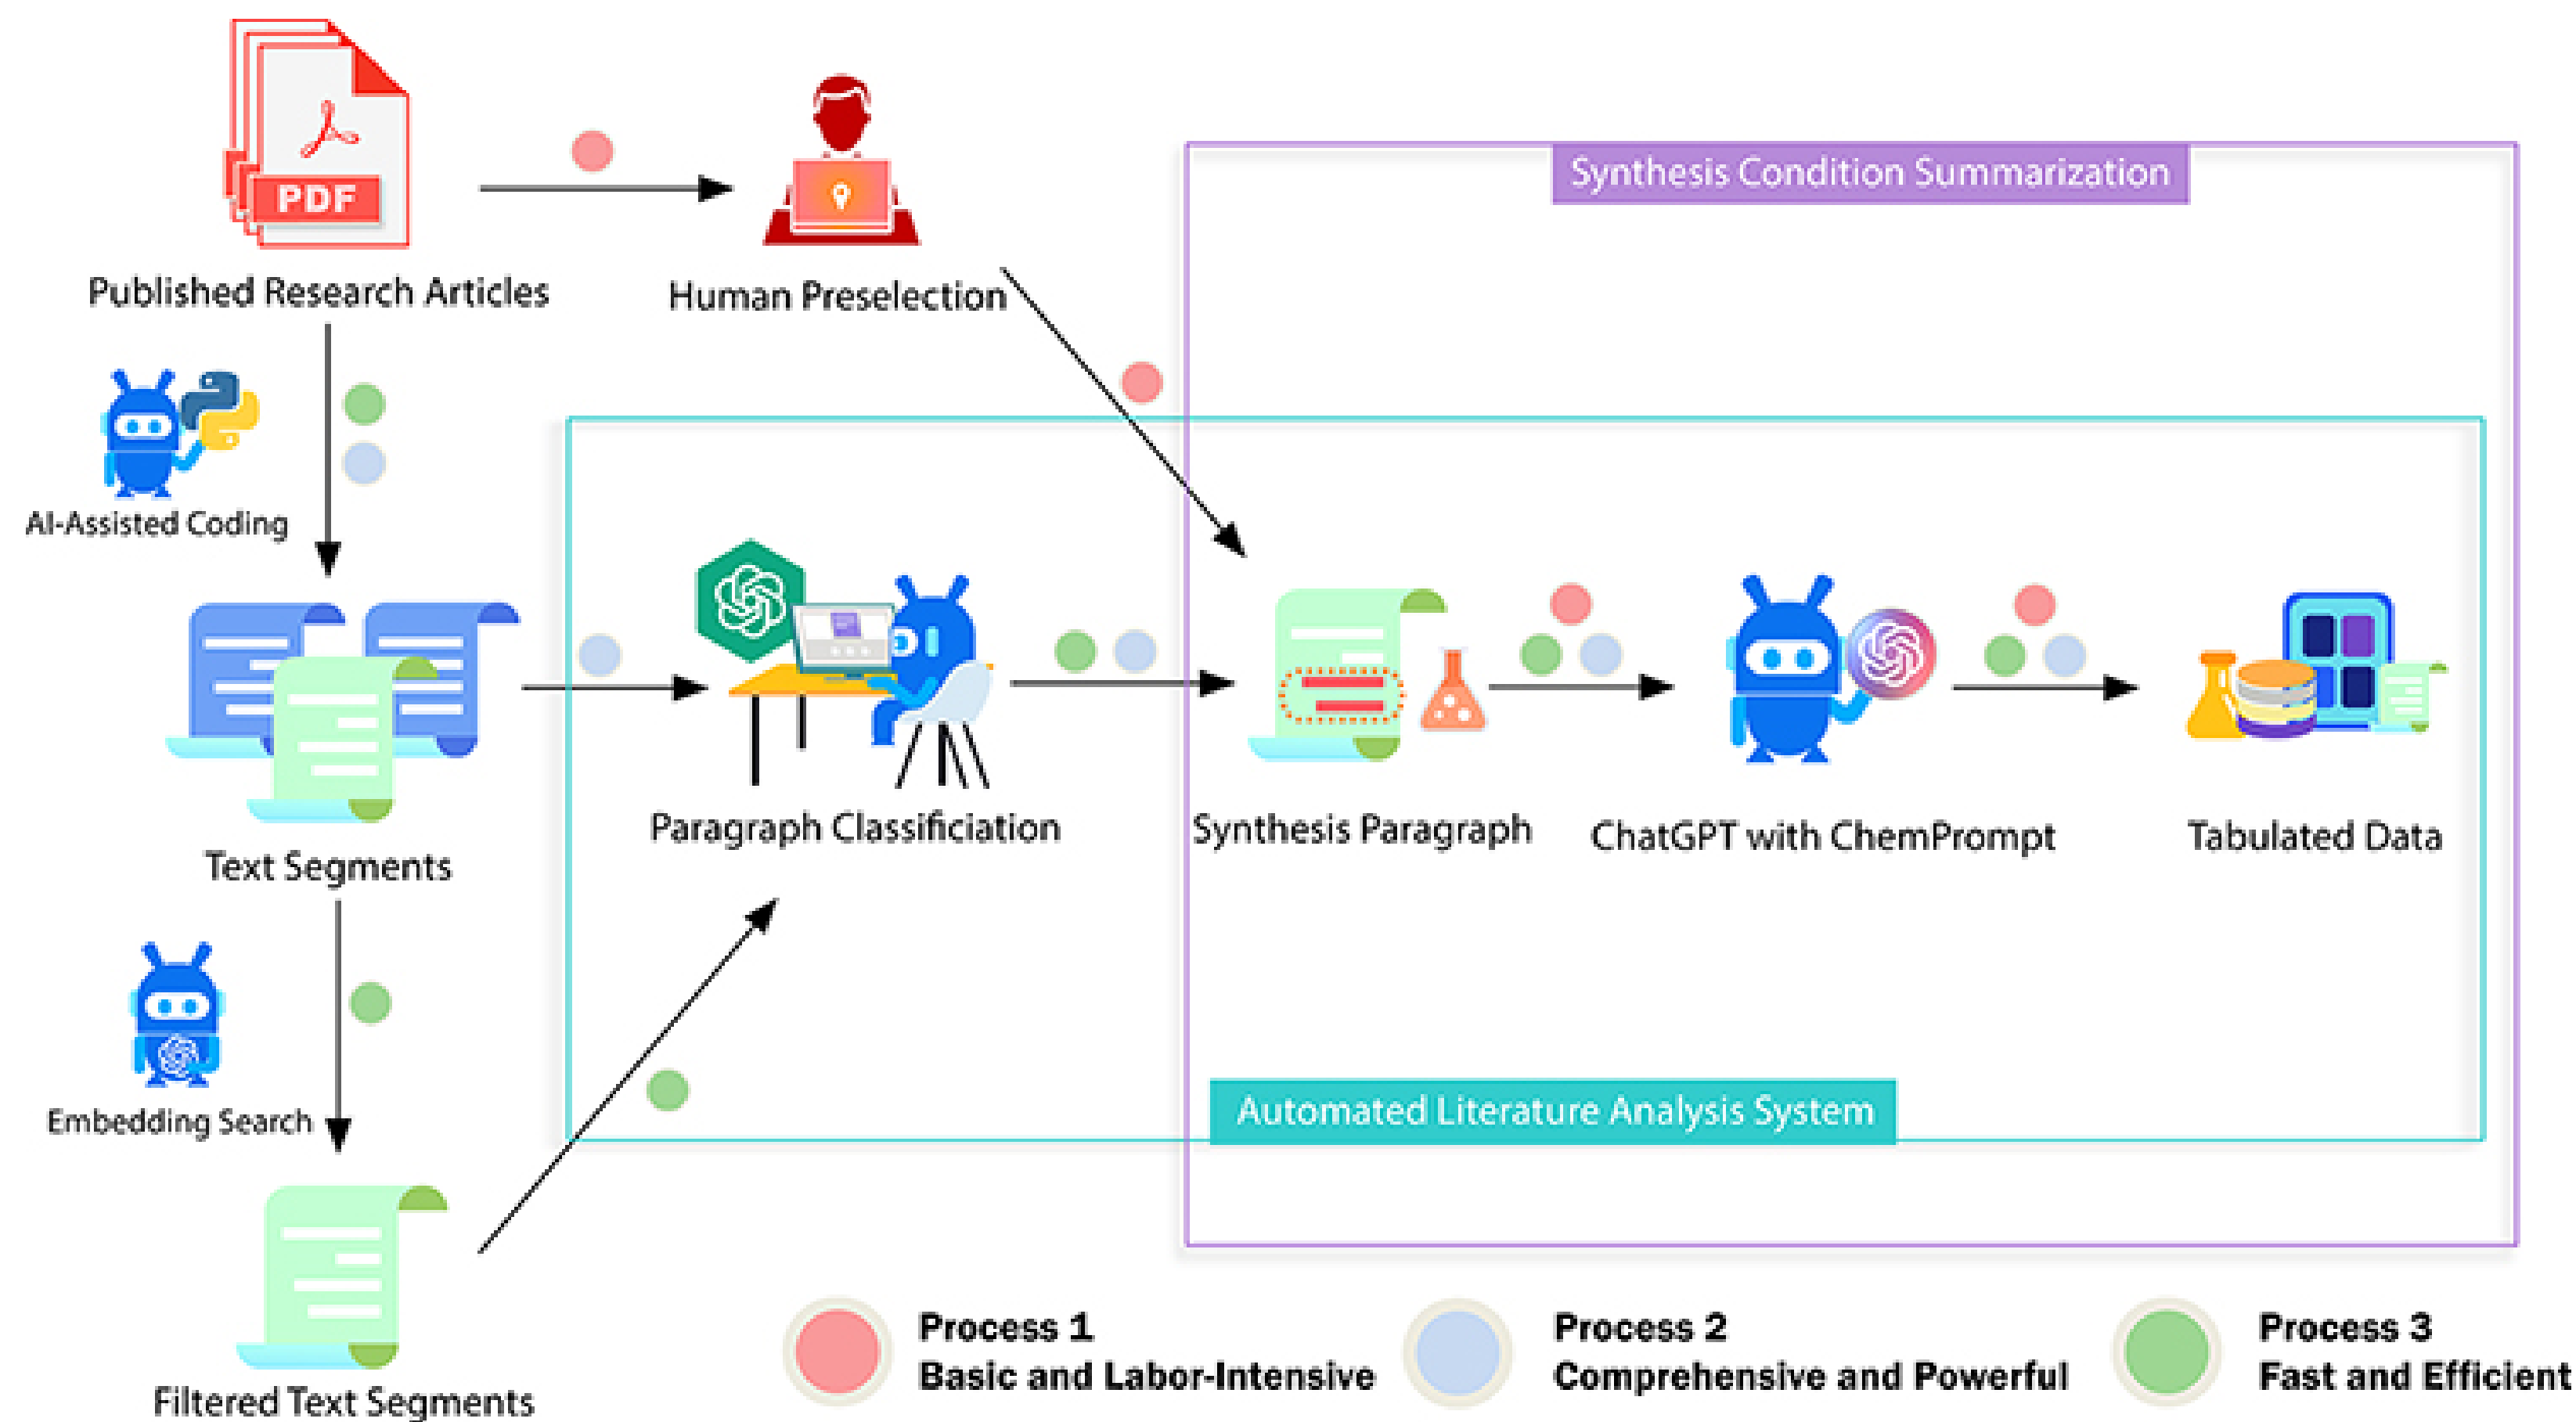 PDF
Published Research Articles
Human Preselection
Synthesis Condition Summarization
AI-Assisted Coding
Text Segments
Paragraph Classificiation
Synthesis Paragraph
ChatGPT with ChemPrompt
Tabulated Data
Embedding Search
Automated Literature Analysis System
Filtered Text Segments
Process 1
Basic and Labor-Intensive
Process 2
Comprehensive and Powerful
Process 3
Fast and Efficient